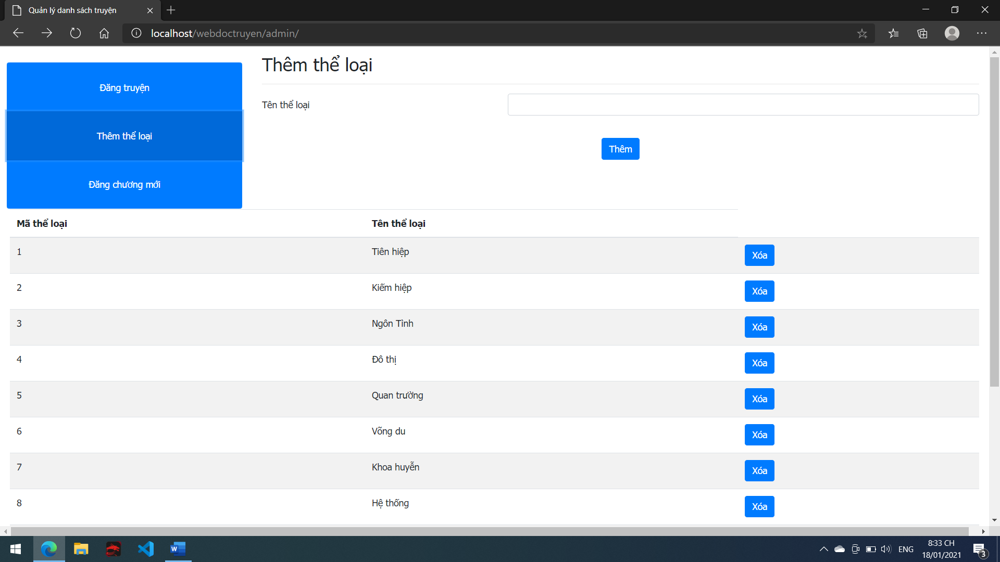 Quản lý danh sách truyện
localhost/webdoctruyen/admin/
Đăng truyện
Thêm thể loại
Đăng chương mới
Thêm thể loại
Tên thể loại
Thêm
Mã thể loại Tên thể loại
1 Tiên hiệp Xóa
2 Kiếm hiệp Xóa
3 Ngôn Tình Xóa
4 Đô thị Xóa
5 Quan trường Xóa
6 Võng du Xóa
7 Khoa huyễn Xóa
8 Hệ thống Xóa
ENG
8:33 CH
18/01/2021
3